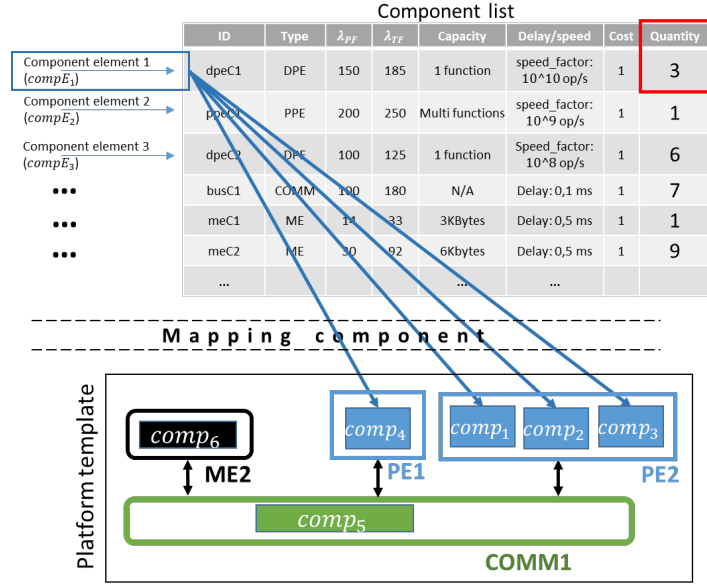 Component list
ID Type λ_PF λ_TF Capacity Delay/speed Cost Quantity
Component element 1
(compE₁)
dpeC1 DPE 150 185 1 function speed_factor:
10^10 op/s 1 3
Component element 2
(compE₂)
ppeC1 PPE 200 250 Multi functions speed_factor:
10^9 op/s 1 1
Component element 3
(compE₃)
dpeC2 DPE 100 125 1 function Speed_factor:
10^8 op/s 1 6
... busC1 COMM 100 180 N/A Delay: 0,1 ms 1 7
... meC1 ME 14 33 3KBytes Delay: 0,5 ms 1 1
... meC2 ME 30 92 6Kbytes Delay: 0,5 ms 1 9
... ... ...
Mapping component
Platform template
comp₆ comp₄ comp₁ comp₂ comp₃
ME2 PE1 PE2
comp₅
COMM1